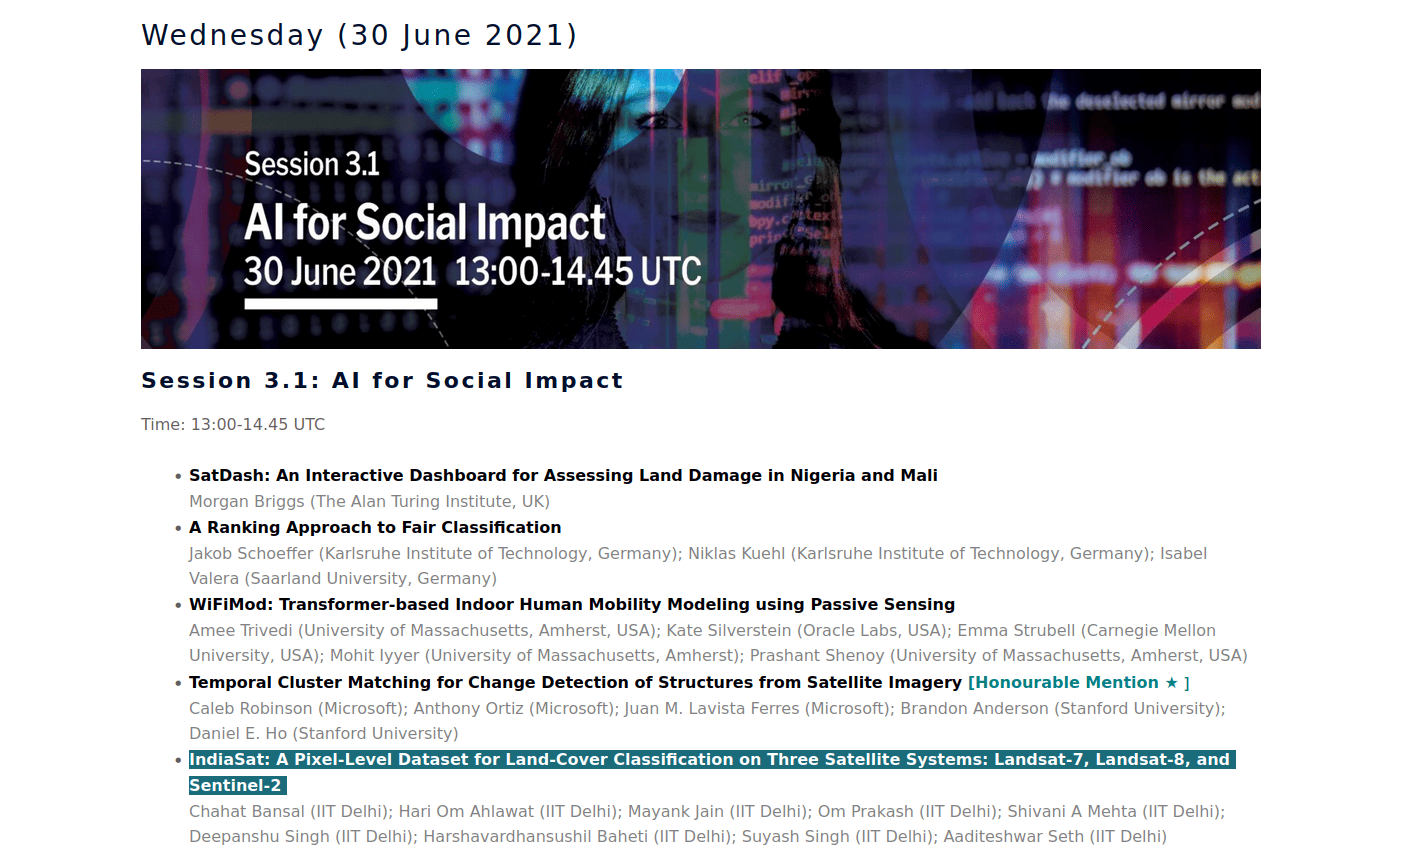 Wednesday (30 June 2021)
Session 3.1
AI for Social Impact
30 June 2021 13:00-14.45 UTC
the deselected mirror mod
modifier_ob
modifier ob is the act
Session 3.1: AI for Social Impact
Time: 13:00-14.45 UTC
• SatDash: An Interactive Dashboard for Assessing Land Damage in Nigeria and Mali
Morgan Briggs (The Alan Turing Institute, UK)
• A Ranking Approach to Fair Classification
Jakob Schoeffer (Karlsruhe Institute of Technology, Germany); Niklas Kuehl (Karlsruhe Institute of Technology, Germany); Isabel
Valera (Saarland University, Germany)
• WiFiMod: Transformer-based Indoor Human Mobility Modeling using Passive Sensing
Amee Trivedi (University of Massachusetts, Amherst, USA); Kate Silverstein (Oracle Labs, USA); Emma Strubell (Carnegie Mellon
University, USA); Mohit Iyyer (University of Massachusetts, Amherst); Prashant Shenoy (University of Massachusetts, Amherst, USA)
• Temporal Cluster Matching for Change Detection of Structures from Satellite Imagery [Honourable Mention ★ ]
Caleb Robinson (Microsoft); Anthony Ortiz (Microsoft); Juan M. Lavista Ferres (Microsoft); Brandon Anderson (Stanford University);
Daniel E. Ho (Stanford University)
• IndiaSat: A Pixel-Level Dataset for Land-Cover Classification on Three Satellite Systems: Landsat-7, Landsat-8, and
Sentinel-2
Chahat Bansal (IIT Delhi); Hari Om Ahlawat (IIT Delhi); Mayank Jain (IIT Delhi); Om Prakash (IIT Delhi); Shivani A Mehta (IIT Delhi);
Deepanshu Singh (IIT Delhi); Harshavardhansushil Baheti (IIT Delhi); Suyash Singh (IIT Delhi); Aaditeshwar Seth (IIT Delhi)